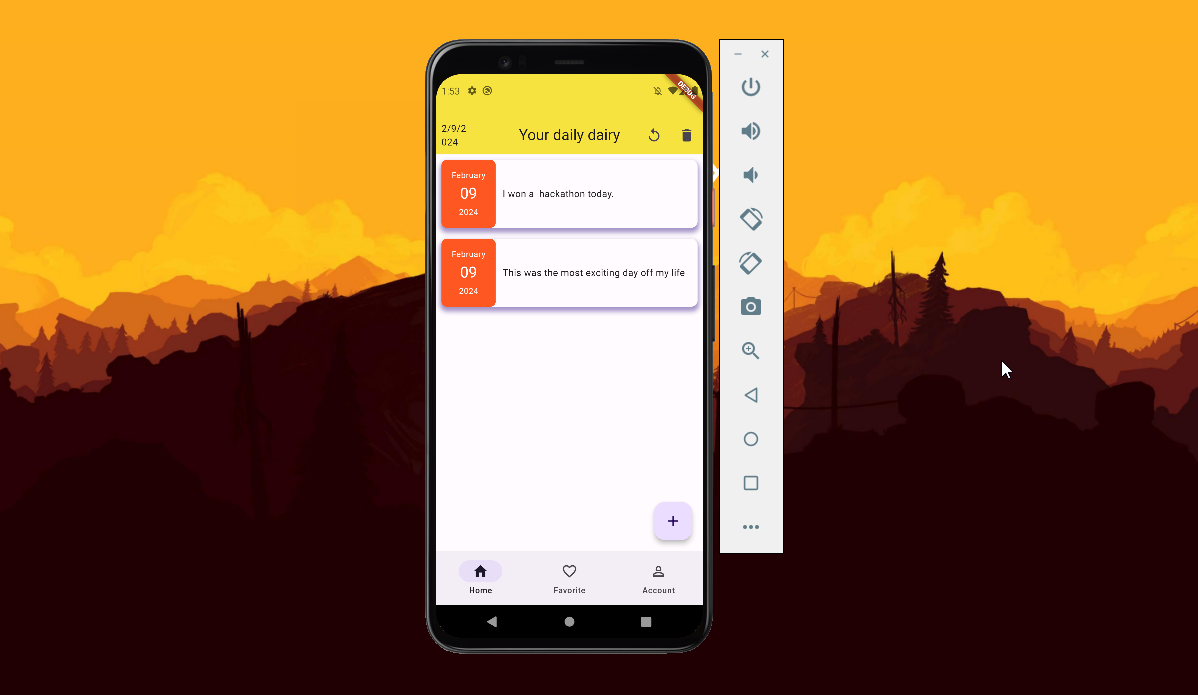 1:53
DEBUG
2/9/2
024
Your daily dairy
February
09
2024
I won a  hackathon today.
February
09
2024
This was the most exciting day off my life
+
Home
Favorite
Account